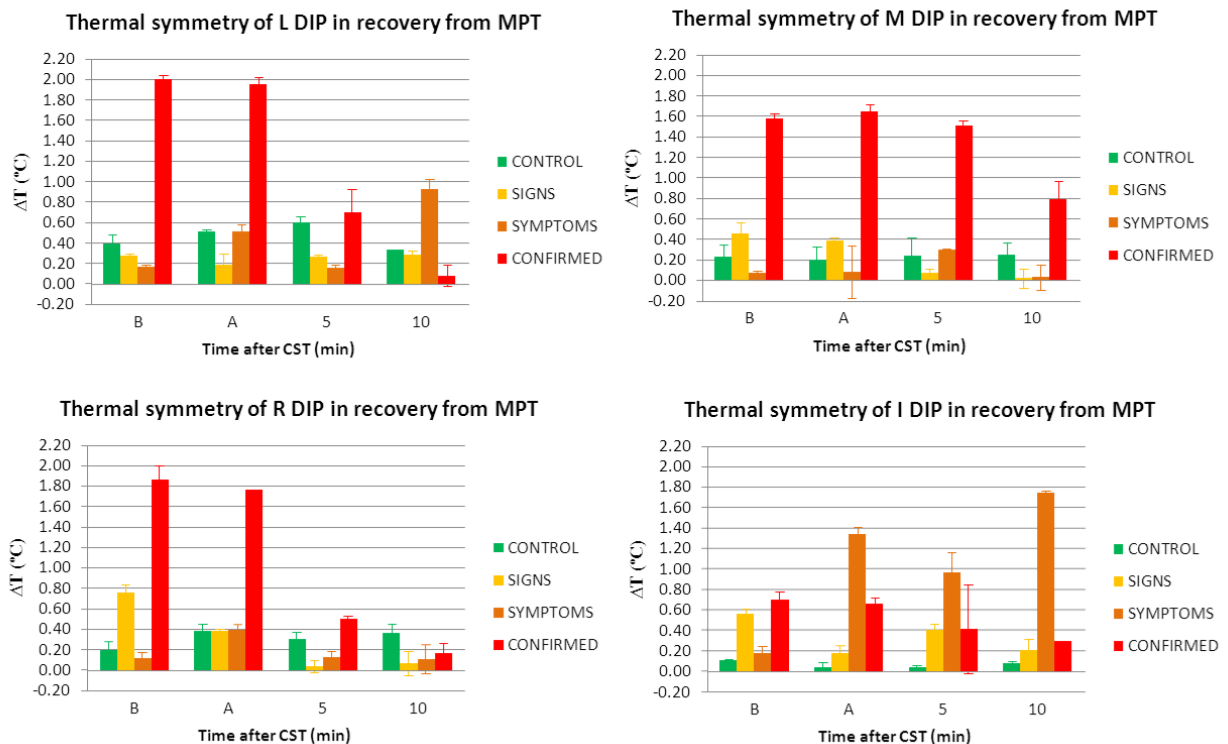 Thermal symmetry of L DIP in recovery from MPT
2.20
2.00
1.80
1.60
1.40
1.20
1.00
0.80
0.60
0.40
0.20
0.00
-0.20
ΔT (ºC)
B A 5 10
Time after CST (min)
CONTROL
SIGNS
SYMPTOMS
CONFIRMED
Thermal symmetry of M DIP in recovery from MPT
2.20
2.00
1.80
1.60
1.40
1.20
1.00
0.80
0.60
0.40
0.20
0.00
-0.20
ΔT (ºC)
B A 5 10
Time after CST (min)
CONTROL
SIGNS
SYMPTOMS
CONFIRMED
Thermal symmetry of R DIP in recovery from MPT
2.20
2.00
1.80
1.60
1.40
1.20
1.00
0.80
0.60
0.40
0.20
0.00
-0.20
ΔT (ºC)
B A 5 10
Time after CST (min)
CONTROL
SIGNS
SYMPTOMS
CONFIRMED
Thermal symmetry of I DIP in recovery from MPT
2.20
2.00
1.80
1.60
1.40
1.20
1.00
0.80
0.60
0.40
0.20
0.00
-0.20
ΔT (ºC)
B A 5 10
Time after CST (min)
CONTROL
SIGNS
SYMPTOMS
CONFIRMED